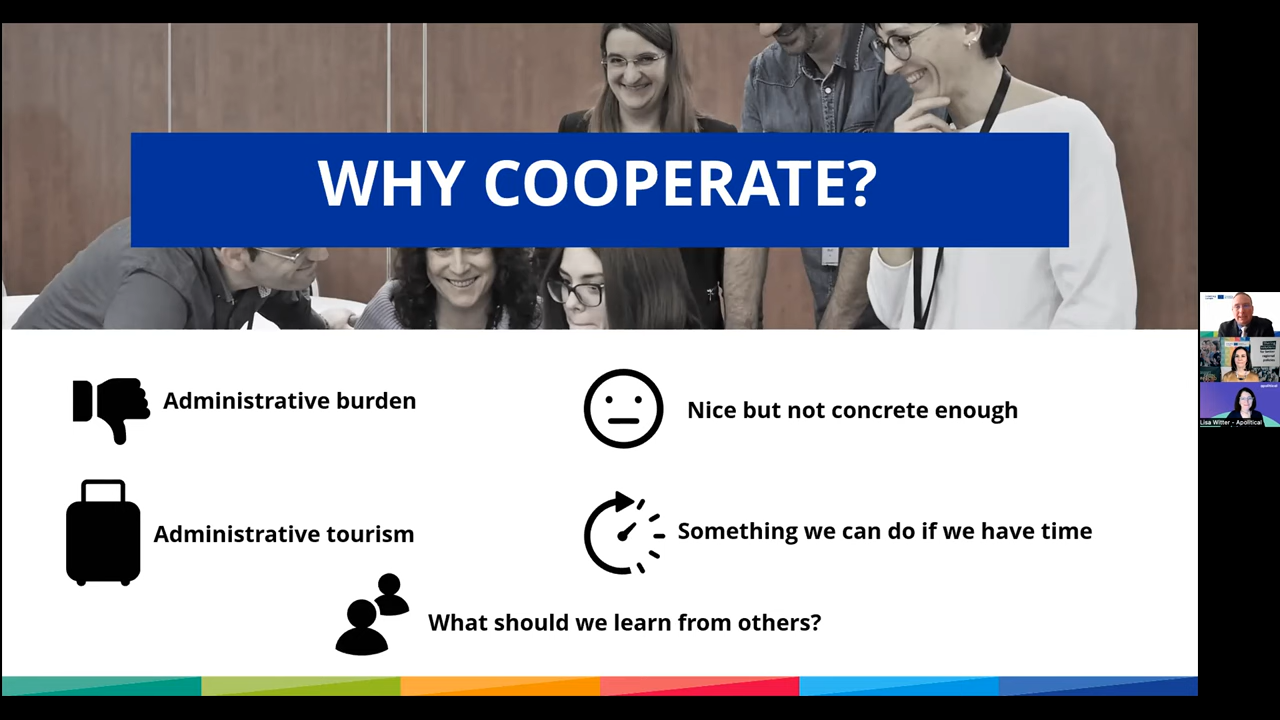 WHY COOPERATE?
Administrative burden
Nice but not concrete enough
Administrative tourism
Something we can do if we have time
What should we learn from others?
apolitical
Lisa Witter - Apolitical